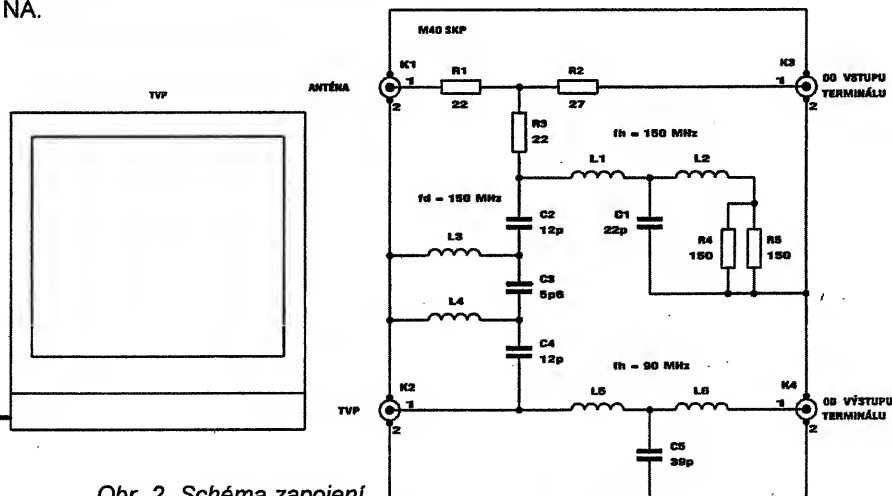 NA.
M40 SKP
TVP
ANTÉNA
K1
1
2
R1
22
R2
27
K3
1
2
DO VSTUPU
TERMINÁLU
R3
22
fh = 150 MHz
L1
L2
fd = 150 MHz
C2
12p
C1
22p
R4
150
R5
150
L3
C3
5p6
L4
C4
12p
fh = 90 MHz
TVP
K2
1
2
L5
L6
K4
1
2
OD VÝSTUPU
TERMINÁLU
C5
39p
Obr. 2. Schéma zapojení